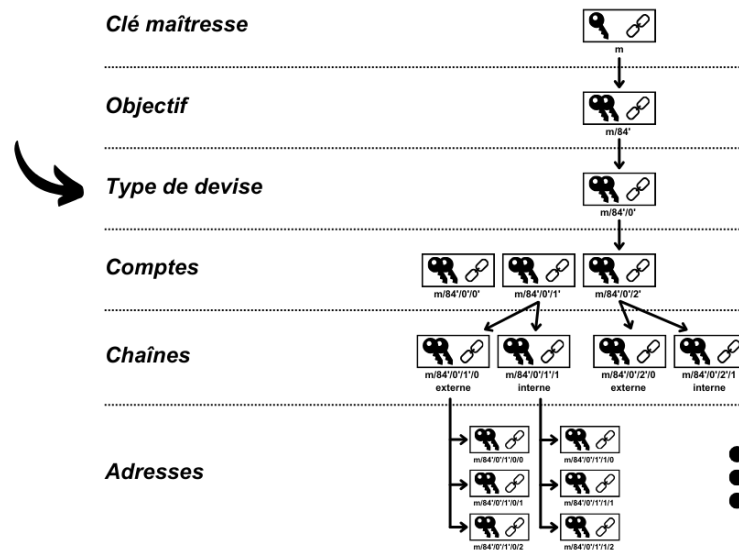 Clé maîtresse
m
Objectif
m/84'
Type de devise
m/84'/0'
Comptes
m/84'/0'/0' m/84'/0'/1' m/84'/0'/2'
Chaînes
m/84'/0'/1'/0 m/84'/0'/1'/1 m/84'/0'/2'/0 m/84'/0'/2'/1
externe interne externe interne
Adresses
m/84'/0'/1'/0/0 m/84'/0'/1'/1/0
m/84'/0'/1'/0/1 m/84'/0'/1'/1/1
m/84'/0'/1'/0/2 m/84'/0'/1'/1/2